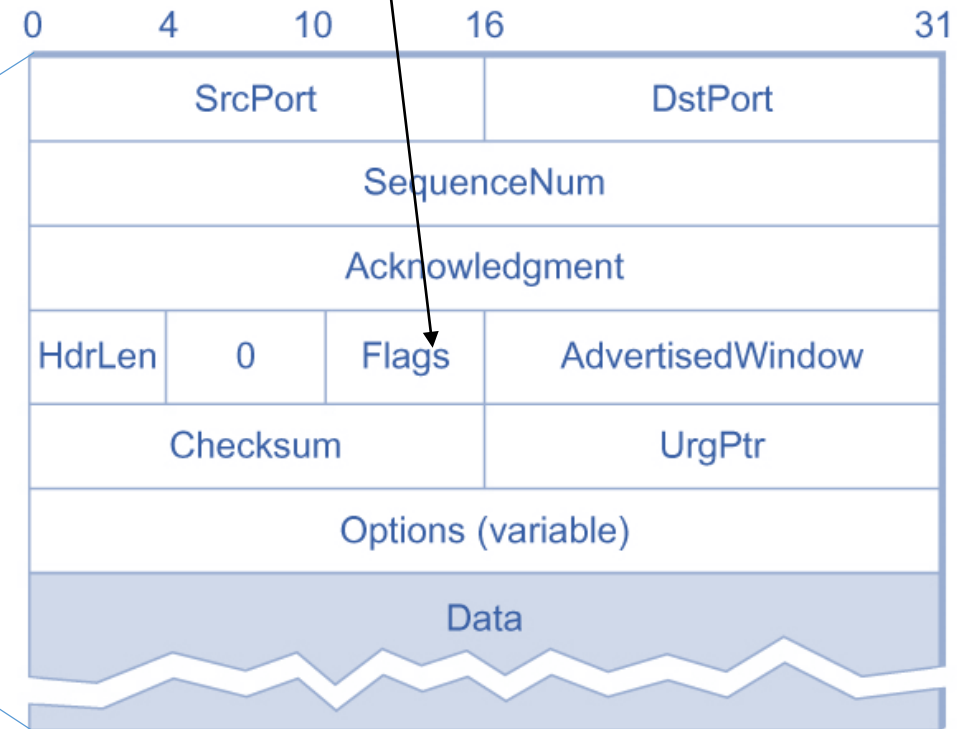 0 4 10 16 31
SrcPort DstPort
SequenceNum
Acknowledgment
HdrLen 0 Flags AdvertisedWindow
Checksum UrgPtr
Options (variable)
Data